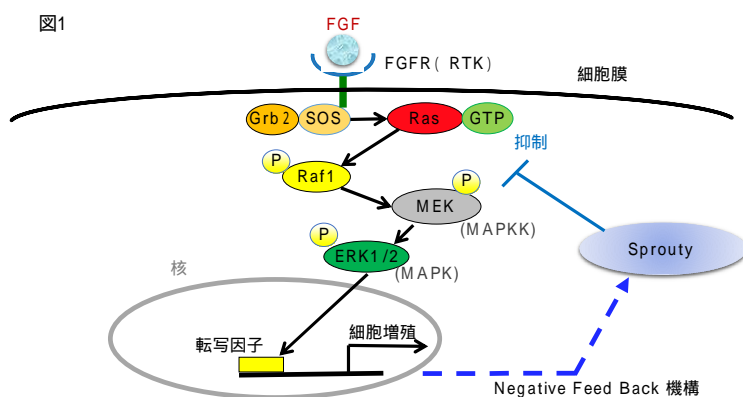 図1
FGF
FGFR( RTK)
細胞膜
Grb2
SOS
Ras
GTP
抑制
P
Raf1
P
MEK
(MAPKK)
P
ERK1/2
(MAPK)
Sprouty
核
転写因子
細胞増殖
Negative Feed Back 機構